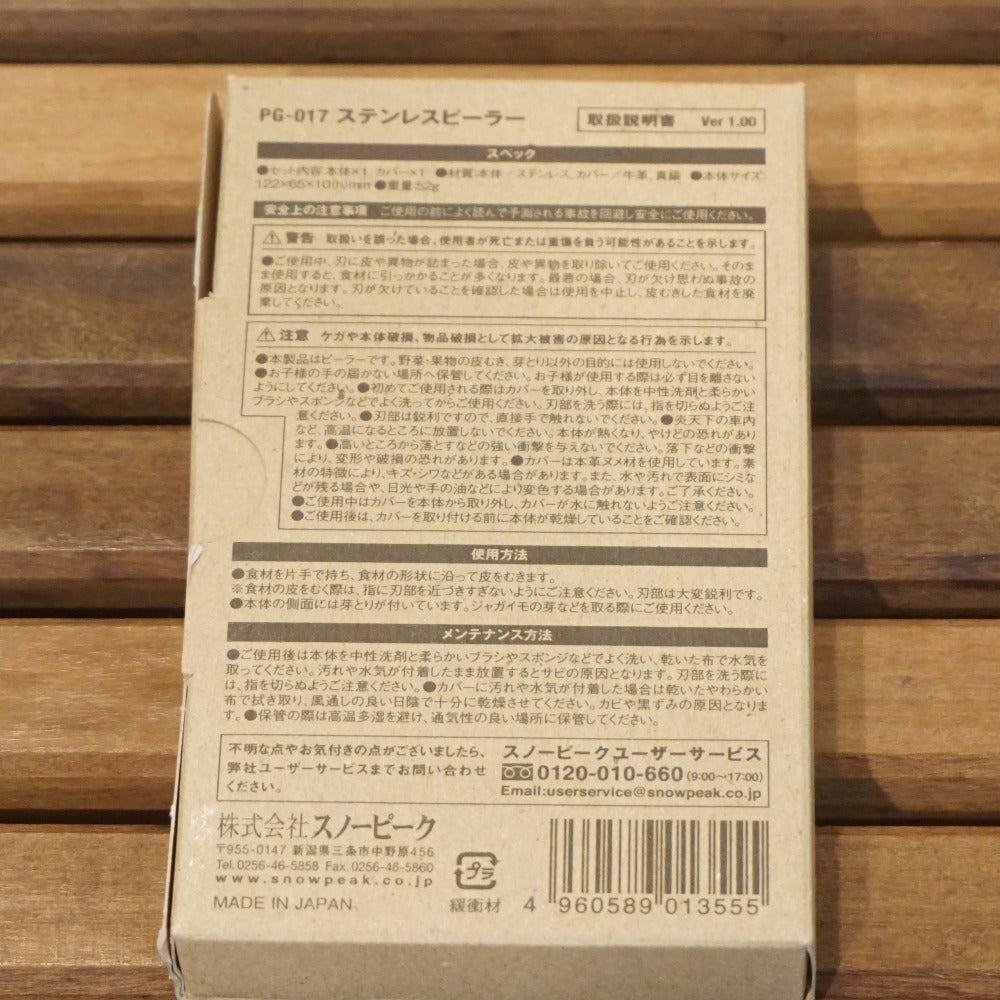 PG-017 ステンレスピーラー
取扱説明書 Ver 1.00
スペック
●セット内容:本体×1、カバー×1 ●材質:本体／ステンレス、カバー／牛革、真鍮 ●本体サイズ:
122×65×10(h)mm ●重量:52g
安全上の注意事項 ご使用の前によく読んで予測される事故を回避し安全にご使用ください。
⚠警告 取扱いを誤った場合、使用者が死亡または重傷を負う可能性があることを示します。
●ご使用中、刃に皮や異物が詰まった場合、皮や異物を取り除いてご使用ください。そのま
ま使用すると、食材に引っかかることが多くなります。最悪の場合、刃が欠け思わぬ事故の
原因となります。刃が欠けていることを確認した場合は使用を中止し、皮むきした食材を廃
棄してください。
⚠注意 ケガや本体破損、物品破損として拡大被害の原因となる行為を示します。
●本製品はピーラーです。野菜・果物の皮むき、芽とり以外の目的には使用しないでください。
●お子様の手の届かない場所へ保管してください。お子様が使用する際は必ず目を離さない
ようにしてください。●初めてご使用される際はカバーを取り外し、本体を中性洗剤と柔らかい
ブラシやスポンジなどでよく洗ってからご使用ください。刃部を洗う際には、指を切らぬようご注
意ください。●刃部は鋭利ですので、直接手で触れないでください。●炎天下の車内
など、高温になるところに放置しないでください。本体が熱くなり、やけどの恐れがあり
ます。●高いところから落とすなどの強い衝撃を与えないでください。落下などの衝撃
により、変形や破損の恐れがあります。●カバーは本革ヌメ材を使用しています。素
材の特徴により、キズ・シワなどがある場合があります。また、水や汚れで表面にシミな
どが残る場合や、日光や手の油などにより変色する場合があります。ご了承ください。
●ご使用中はカバーを本体から取り外し、カバーが水に触れないようご注意ください。
●ご使用後は、カバーを取り付ける前に本体が乾燥していることをご確認ください。
使用方法
●食材を片手で持ち、食材の形状に沿って皮をむきます。
※食材の皮をむく際は、指に刃部を近づきすぎないようにご注意ください。刃部は大変鋭利です。
●本体の側面には芽とりが付いています。ジャガイモの芽などを取る際にご使用ください。
メンテナンス方法
●ご使用後は本体を中性洗剤と柔らかいブラシやスポンジなどでよく洗い、乾いた布で水気を
取ってください。汚れや水気が付着したまま放置するとサビの原因となります。刃部を洗う際に
は、指を切らぬようご注意ください。●カバーに汚れや水気が付着した場合は乾いたやわらかい
布で拭き取り、風通しの良い日陰で十分に乾燥させてください。カビや黒ずみの原因となりま
す。●保管の際は高温多湿を避け、通気性の良い場所に保管してください。
不明な点やお気付きの点がございましたら、
弊社ユーザーサービスまでお問い合わせ
ください。
スノーピークユーザーサービス
0120-010-660 (9:00〜17:00)
Email:userservice@snowpeak.co.jp
株式会社スノーピーク
〒955-0147 新潟県三条市中野原456
Tel.0256-46-5858 Fax.0256-46-5860
www.snowpeak.co.jp
MADE IN JAPAN
プラ
緩衝材
4 960589 013555